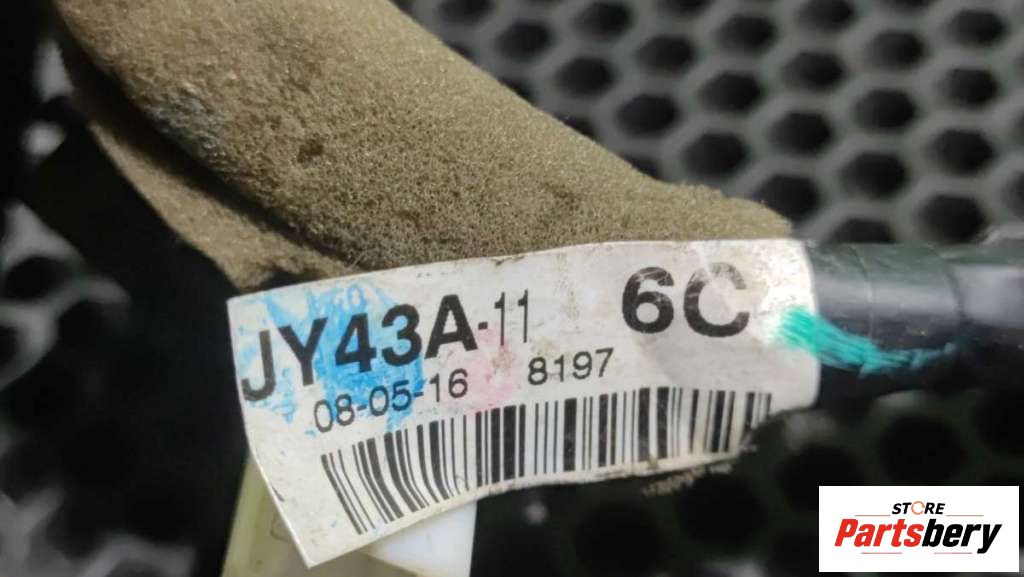 JY43A-11 6C
08-05-16 8197
STORE
Partsbery